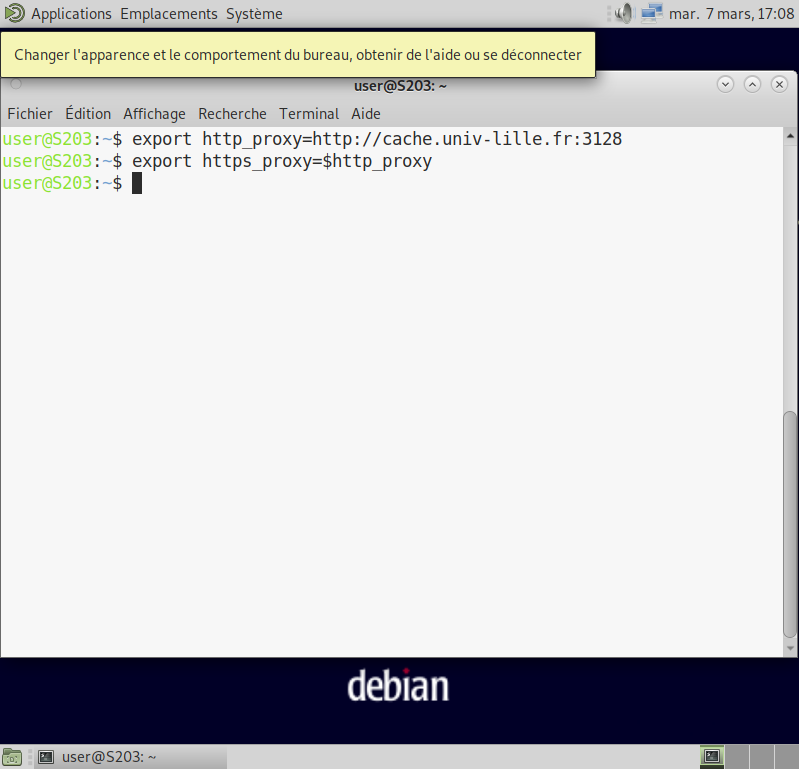 Applications Emplacements Système mar. 7 mars, 17:08
Changer l'apparence et le comportement du bureau, obtenir de l'aide ou se déconnecter
user@S203: ~
Fichier Édition Affichage Recherche Terminal Aide
user@S203:~$ export http_proxy=http://cache.univ-lille.fr:3128
user@S203:~$ export https_proxy=$http_proxy
user@S203:~$
debian
user@S203: ~